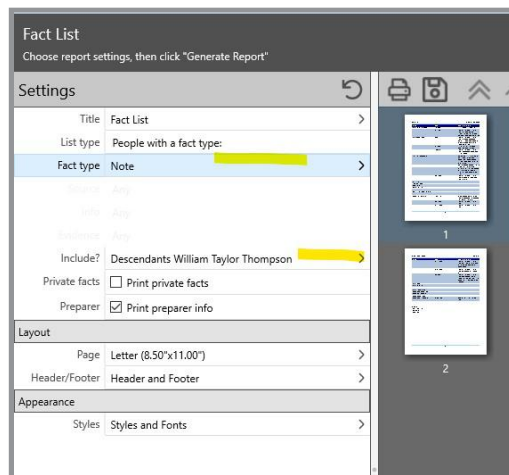 Fact List
Choose report settings, then click "Generate Report"
Settings
Title Fact List
List type People with a fact type:
Fact type Note
Source Any
Info Any
Evidence Any
Include? Descendants William Taylor Thompson
Private facts Print private facts
Preparer Print preparer info
Layout
Page Letter (8.50"x11.00")
Header/Footer Header and Footer
Appearance
Styles Styles and Fonts
1
2